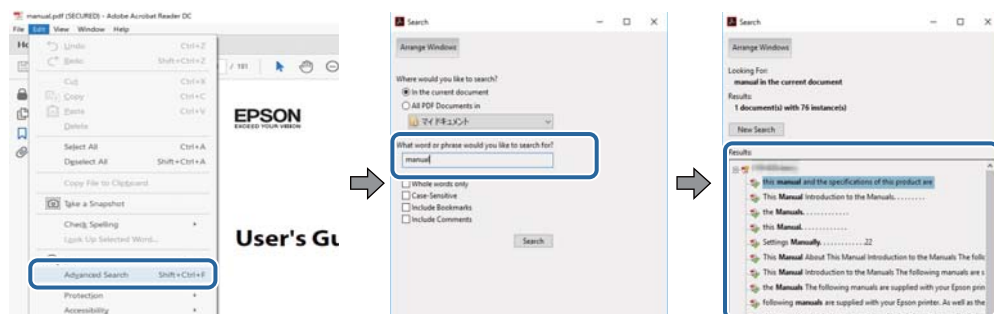 manual.pdf (SECURED) - Adobe Acrobat Reader DC
File Edit View Window Help
Undo Ctrl+Z
Redo Shift+Ctrl+Z
Cut Ctrl+X
Copy Ctrl+C
Paste Ctrl+V
Delete
Select All Ctrl+A
Deselect All Shift+Ctrl+A
Copy File to Clipboard
Take a Snapshot
Check Spelling
Look Up Selected Word...
Advanced Search Shift+Ctrl+F
Protection
Accessibility
/ 191
EPSON
EXCEED YOUR VISION
User's Gu
Search
Arrange Windows
Where would you like to search?
In the current document
All PDF Documents in
マイ ドキュメント
What word or phrase would you like to search for?
manual
Whole words only
Case-Sensitive
Include Bookmarks
Include Comments
Search
Search
Arrange Windows
Looking For:
manual in the current document
Results:
1 document(s) with 76 instance(s)
New Search
Results:
this manual and the specifications of this product are
This Manual Introduction to the Manuals. . . . . . . . .
the Manuals. . . . . . . . . . . .
this Manual. . . . . . . . . . . .
Settings Manually. . . . . . . . . . . .22
This Manual About This Manual Introduction to the Manuals The follo
This Manual Introduction to the Manuals The following manuals are s
the Manuals The following manuals are supplied with your Epson prin
following manuals are supplied with your Epson printer. As well as the